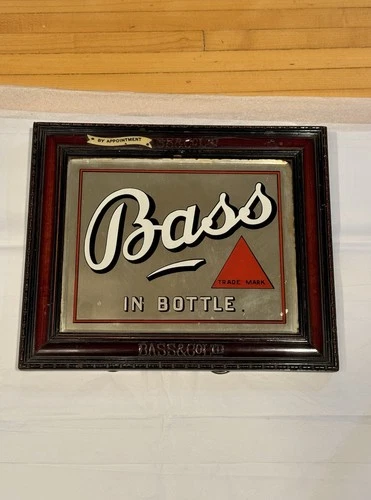 BY APPOINTMENT
Bass
TRADE MARK
IN BOTTLE.
BASS & CO LTD